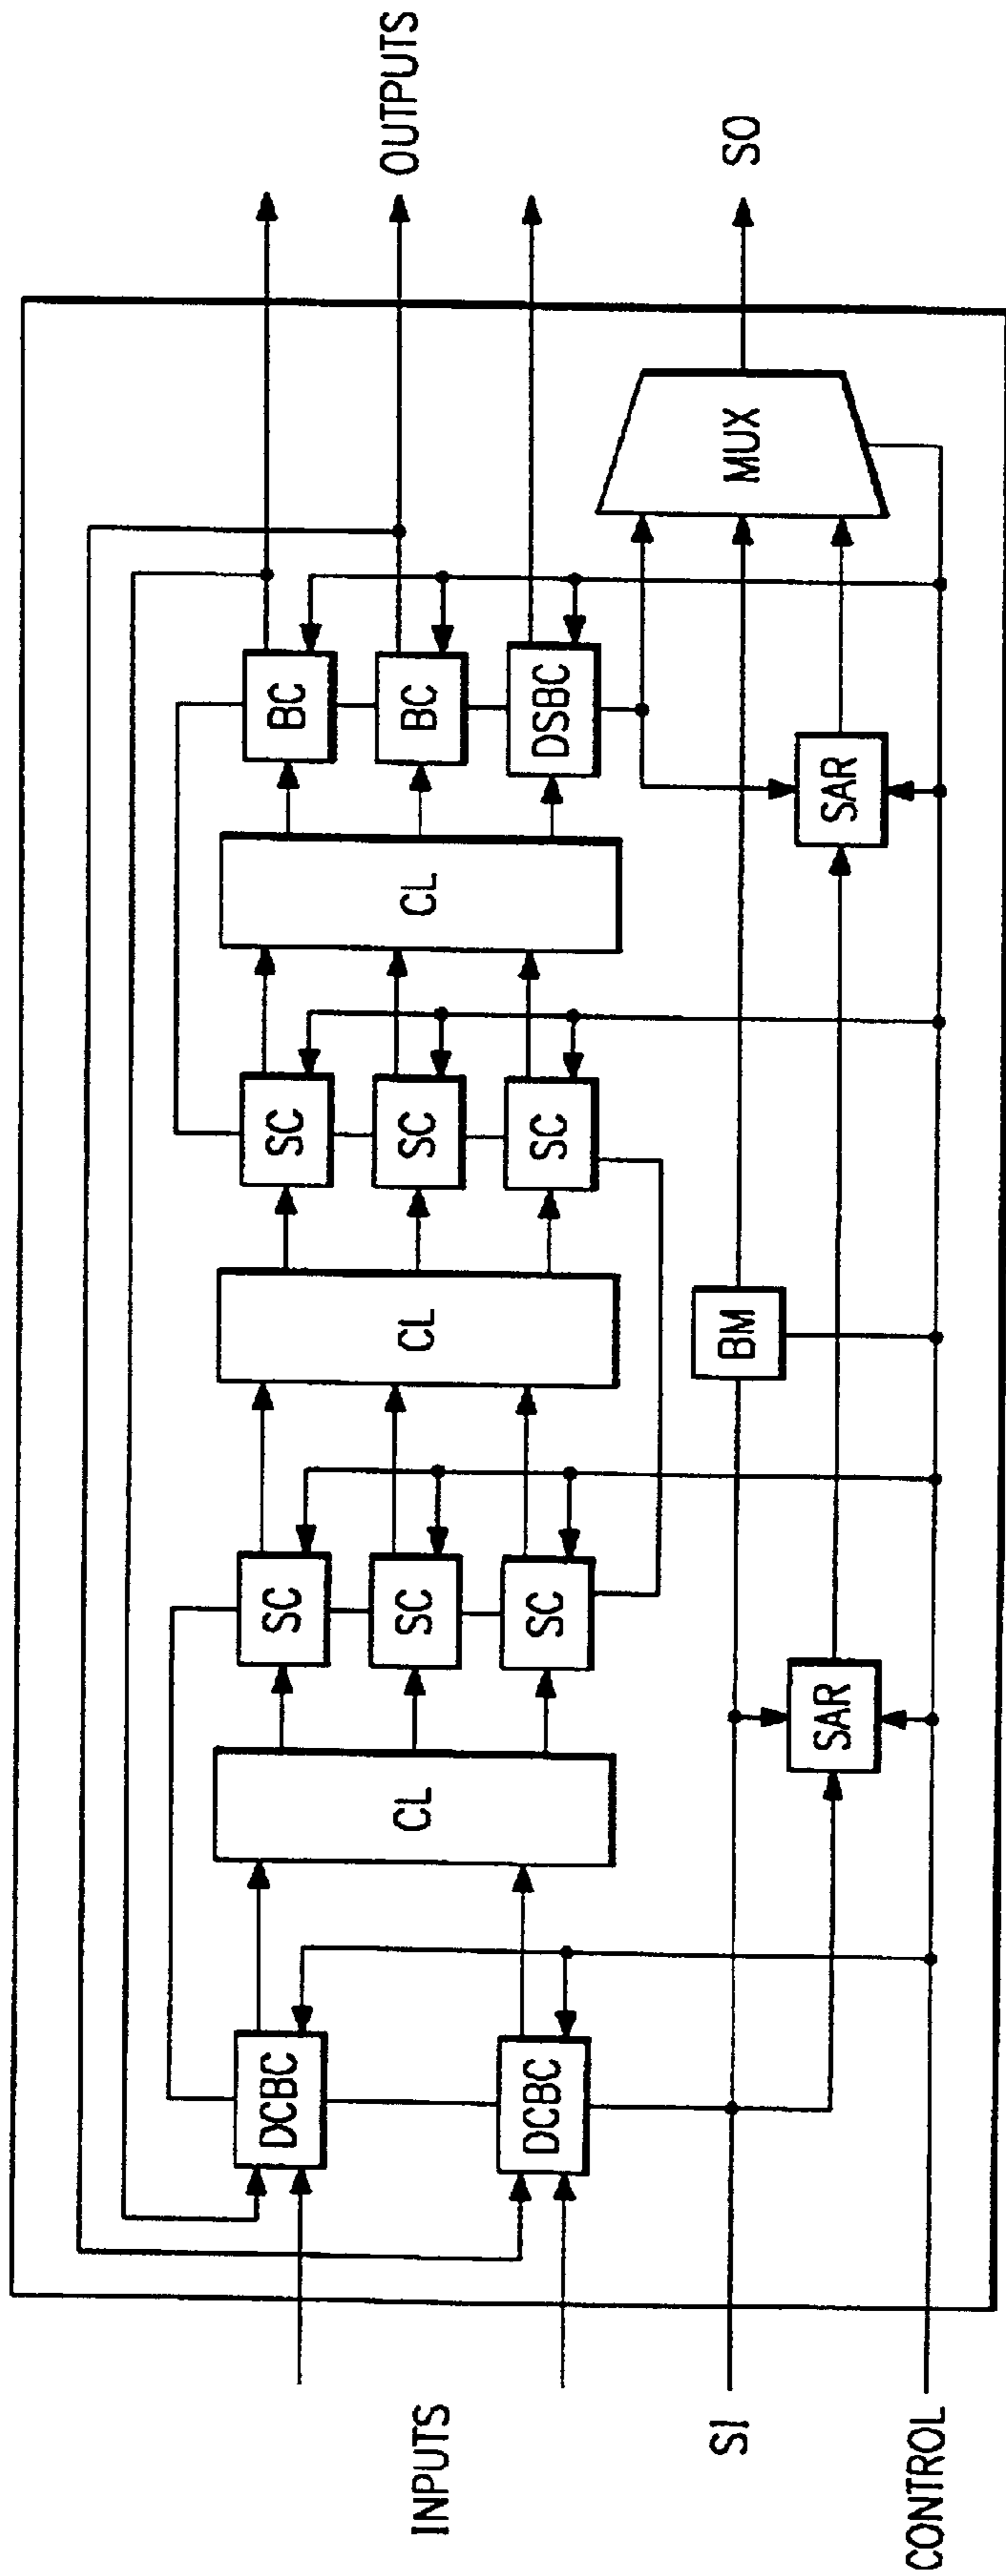 INPUTS
SI
CONTROL
DCBC
DCBC
CL
SC
SC
SC
SAR
BM
CL
SC
SC
SC
CL
BC
BC
DSBC
SAR
MUX
OUTPUTS
SO